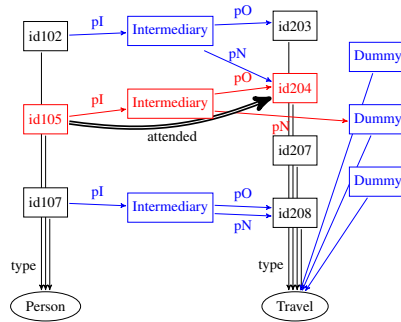 id102
pI
Intermediary
pO
id203
pN
Dummy
id105
pI
Intermediary
pO
id204
pN
Dummy
attended
id207
id107
pI
Intermediary
pO
pN
id208
Dummy
type
type
Person
Travel